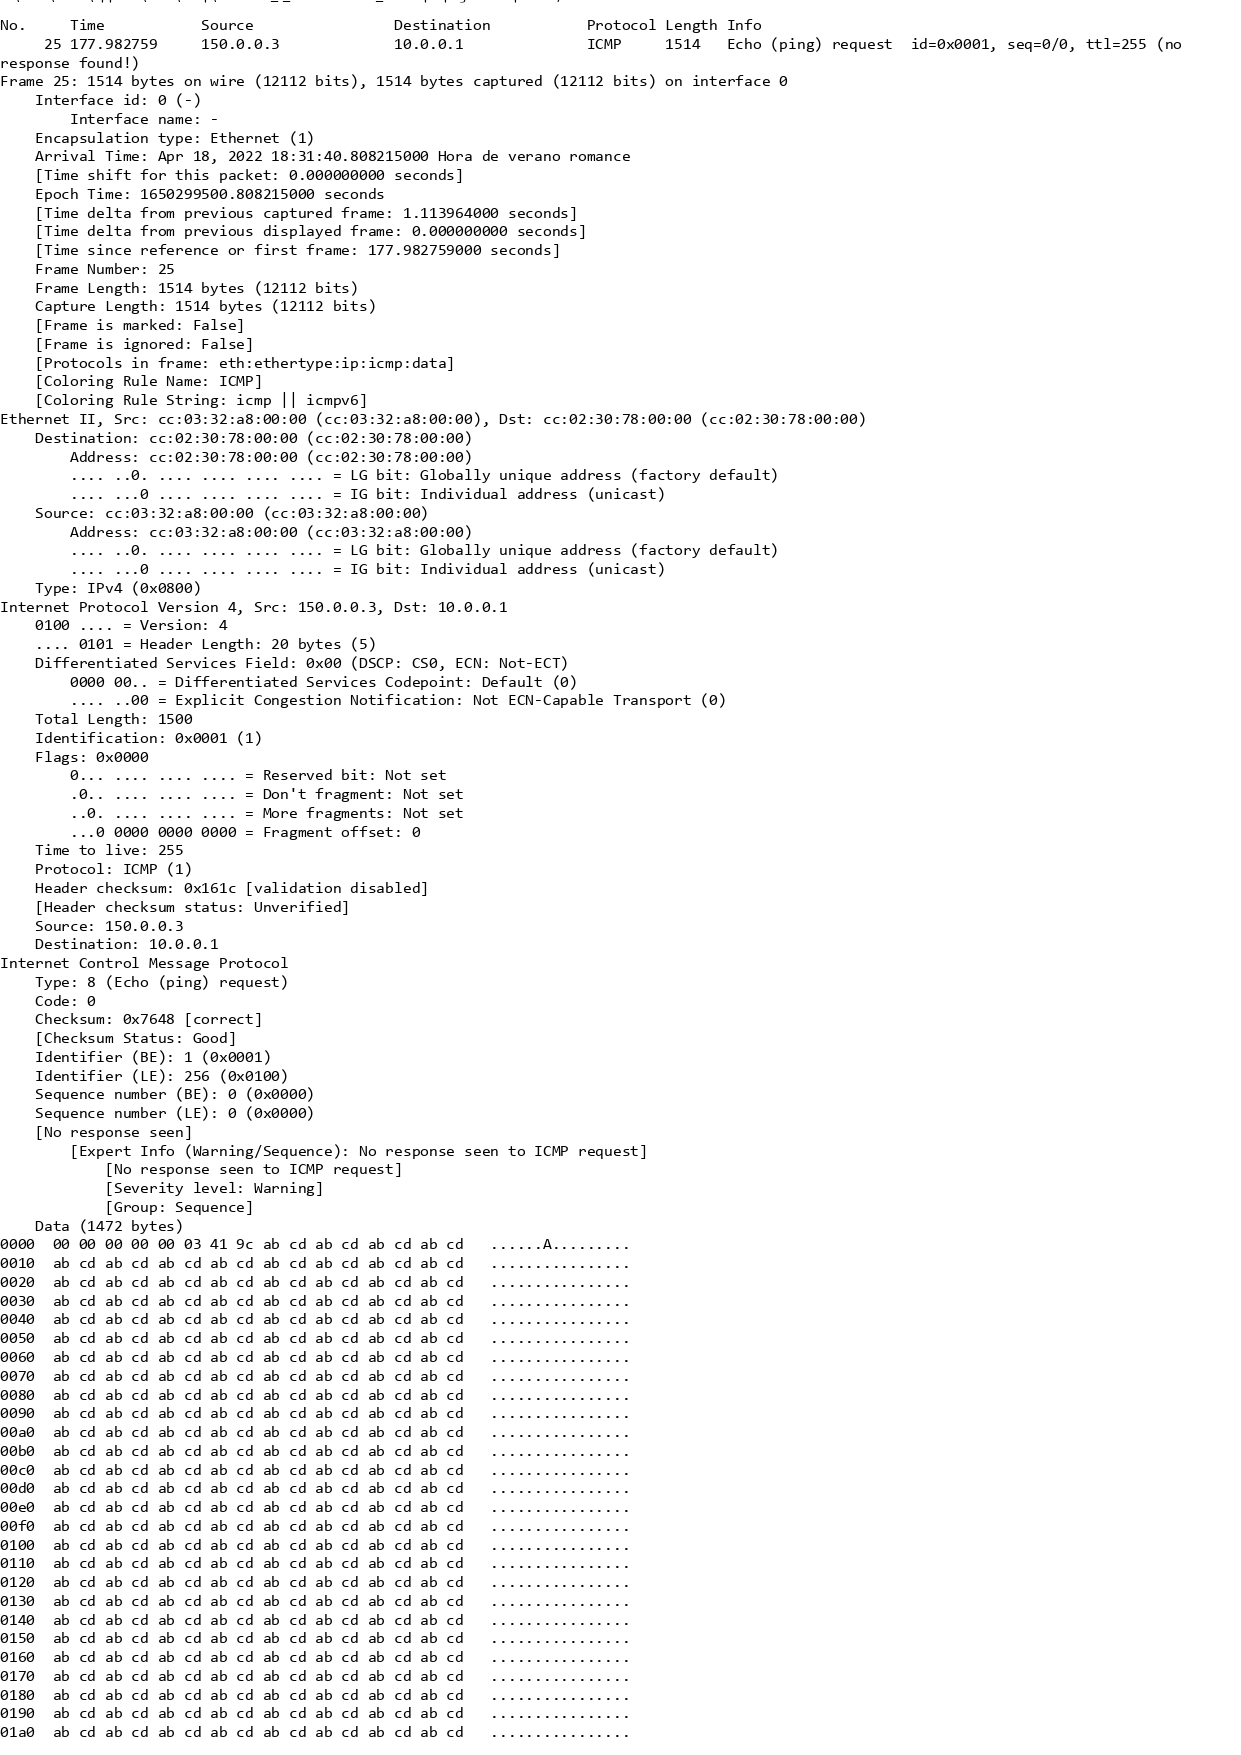 No.     Time           Source                Destination           Protocol Length Info
     25 177.982759     150.0.0.3             10.0.0.1              ICMP     1514   Echo (ping) request  id=0x0001, seq=0/0, ttl=255 (no
response found!)
Frame 25: 1514 bytes on wire (12112 bits), 1514 bytes captured (12112 bits) on interface 0
    Interface id: 0 (-)
        Interface name: -
    Encapsulation type: Ethernet (1)
    Arrival Time: Apr 18, 2022 18:31:40.808215000 Hora de verano romance
    [Time shift for this packet: 0.000000000 seconds]
    Epoch Time: 1650299500.808215000 seconds
    [Time delta from previous captured frame: 1.113964000 seconds]
    [Time delta from previous displayed frame: 0.000000000 seconds]
    [Time since reference or first frame: 177.982759000 seconds]
    Frame Number: 25
    Frame Length: 1514 bytes (12112 bits)
    Capture Length: 1514 bytes (12112 bits)
    [Frame is marked: False]
    [Frame is ignored: False]
    [Protocols in frame: eth:ethertype:ip:icmp:data]
    [Coloring Rule Name: ICMP]
    [Coloring Rule String: icmp || icmpv6]
Ethernet II, Src: cc:03:32:a8:00:00 (cc:03:32:a8:00:00), Dst: cc:02:30:78:00:00 (cc:02:30:78:00:00)
    Destination: cc:02:30:78:00:00 (cc:02:30:78:00:00)
        Address: cc:02:30:78:00:00 (cc:02:30:78:00:00)
        .... ..0. .... .... .... .... = LG bit: Globally unique address (factory default)
        .... ...0 .... .... .... .... = IG bit: Individual address (unicast)
    Source: cc:03:32:a8:00:00 (cc:03:32:a8:00:00)
        Address: cc:03:32:a8:00:00 (cc:03:32:a8:00:00)
        .... ..0. .... .... .... .... = LG bit: Globally unique address (factory default)
        .... ...0 .... .... .... .... = IG bit: Individual address (unicast)
    Type: IPv4 (0x0800)
Internet Protocol Version 4, Src: 150.0.0.3, Dst: 10.0.0.1
    0100 .... = Version: 4
    .... 0101 = Header Length: 20 bytes (5)
    Differentiated Services Field: 0x00 (DSCP: CS0, ECN: Not-ECT)
        0000 00.. = Differentiated Services Codepoint: Default (0)
        .... ..00 = Explicit Congestion Notification: Not ECN-Capable Transport (0)
    Total Length: 1500
    Identification: 0x0001 (1)
    Flags: 0x0000
        0... .... .... .... = Reserved bit: Not set
        .0.. .... .... .... = Don't fragment: Not set
        ..0. .... .... .... = More fragments: Not set
        ...0 0000 0000 0000 = Fragment offset: 0
    Time to live: 255
    Protocol: ICMP (1)
    Header checksum: 0x161c [validation disabled]
    [Header checksum status: Unverified]
    Source: 150.0.0.3
    Destination: 10.0.0.1
Internet Control Message Protocol
    Type: 8 (Echo (ping) request)
    Code: 0
    Checksum: 0x7648 [correct]
    [Checksum Status: Good]
    Identifier (BE): 1 (0x0001)
    Identifier (LE): 256 (0x0100)
    Sequence number (BE): 0 (0x0000)
    Sequence number (LE): 0 (0x0000)
    [No response seen]
        [Expert Info (Warning/Sequence): No response seen to ICMP request]
            [No response seen to ICMP request]
            [Severity level: Warning]
            [Group: Sequence]
    Data (1472 bytes)
0000  00 00 00 00 00 03 41 9c ab cd ab cd ab cd ab cd   ......A.........
0010  ab cd ab cd ab cd ab cd ab cd ab cd ab cd ab cd   ................
0020  ab cd ab cd ab cd ab cd ab cd ab cd ab cd ab cd   ................
0030  ab cd ab cd ab cd ab cd ab cd ab cd ab cd ab cd   ................
0040  ab cd ab cd ab cd ab cd ab cd ab cd ab cd ab cd   ................
0050  ab cd ab cd ab cd ab cd ab cd ab cd ab cd ab cd   ................
0060  ab cd ab cd ab cd ab cd ab cd ab cd ab cd ab cd   ................
0070  ab cd ab cd ab cd ab cd ab cd ab cd ab cd ab cd   ................
0080  ab cd ab cd ab cd ab cd ab cd ab cd ab cd ab cd   ................
0090  ab cd ab cd ab cd ab cd ab cd ab cd ab cd ab cd   ................
00a0  ab cd ab cd ab cd ab cd ab cd ab cd ab cd ab cd   ................
00b0  ab cd ab cd ab cd ab cd ab cd ab cd ab cd ab cd   ................
00c0  ab cd ab cd ab cd ab cd ab cd ab cd ab cd ab cd   ................
00d0  ab cd ab cd ab cd ab cd ab cd ab cd ab cd ab cd   ................
00e0  ab cd ab cd ab cd ab cd ab cd ab cd ab cd ab cd   ................
00f0  ab cd ab cd ab cd ab cd ab cd ab cd ab cd ab cd   ................
0100  ab cd ab cd ab cd ab cd ab cd ab cd ab cd ab cd   ................
0110  ab cd ab cd ab cd ab cd ab cd ab cd ab cd ab cd   ................
0120  ab cd ab cd ab cd ab cd ab cd ab cd ab cd ab cd   ................
0130  ab cd ab cd ab cd ab cd ab cd ab cd ab cd ab cd   ................
0140  ab cd ab cd ab cd ab cd ab cd ab cd ab cd ab cd   ................
0150  ab cd ab cd ab cd ab cd ab cd ab cd ab cd ab cd   ................
0160  ab cd ab cd ab cd ab cd ab cd ab cd ab cd ab cd   ................
0170  ab cd ab cd ab cd ab cd ab cd ab cd ab cd ab cd   ................
0180  ab cd ab cd ab cd ab cd ab cd ab cd ab cd ab cd   ................
0190  ab cd ab cd ab cd ab cd ab cd ab cd ab cd ab cd   ................
01a0  ab cd ab cd ab cd ab cd ab cd ab cd ab cd ab cd   ................